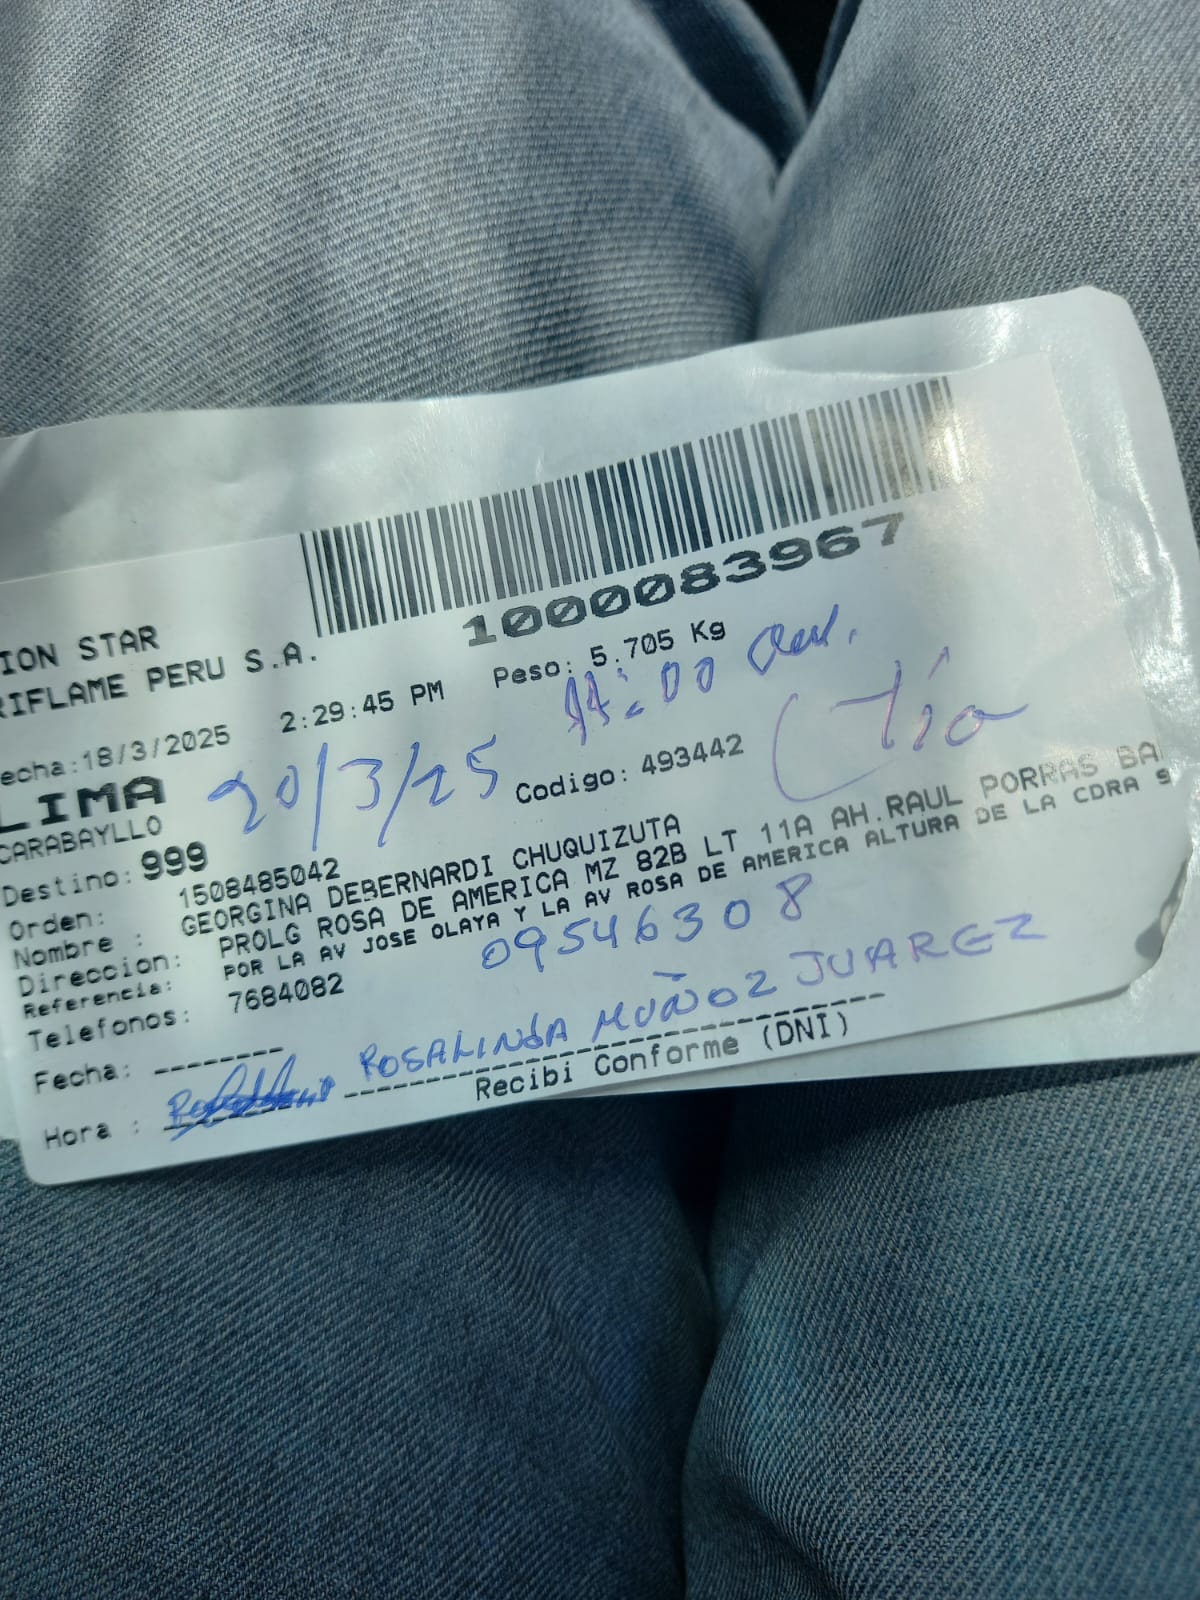 1000083967
ION STAR
RIFLAME PERU S.A.
Peso: 5.705 Kg
echa:18/3/2025 2:29:45 PM
11:00 am.
LIMA
20/3/25
Codigo: 493442
(Tía
CARABAYLLO
Destino: 999
Orden: 1508485042
Nombre : GEORGINA DEBERNARDI CHUQUIZUTA
Direccion: PROLG ROSA DE AMERICA MZ 82B LT 11A AH.RAUL PORRAS BA
Referencia: POR LA AV JOSE OLAYA Y LA AV ROSA DE AMERICA ALTURA DE LA CDRA 9
Telefonos: 7684082
09546308
Fecha: --------
ROSALINDA MUÑOZ JUAREZ
Hora :
Recibi Conforme (DNI)